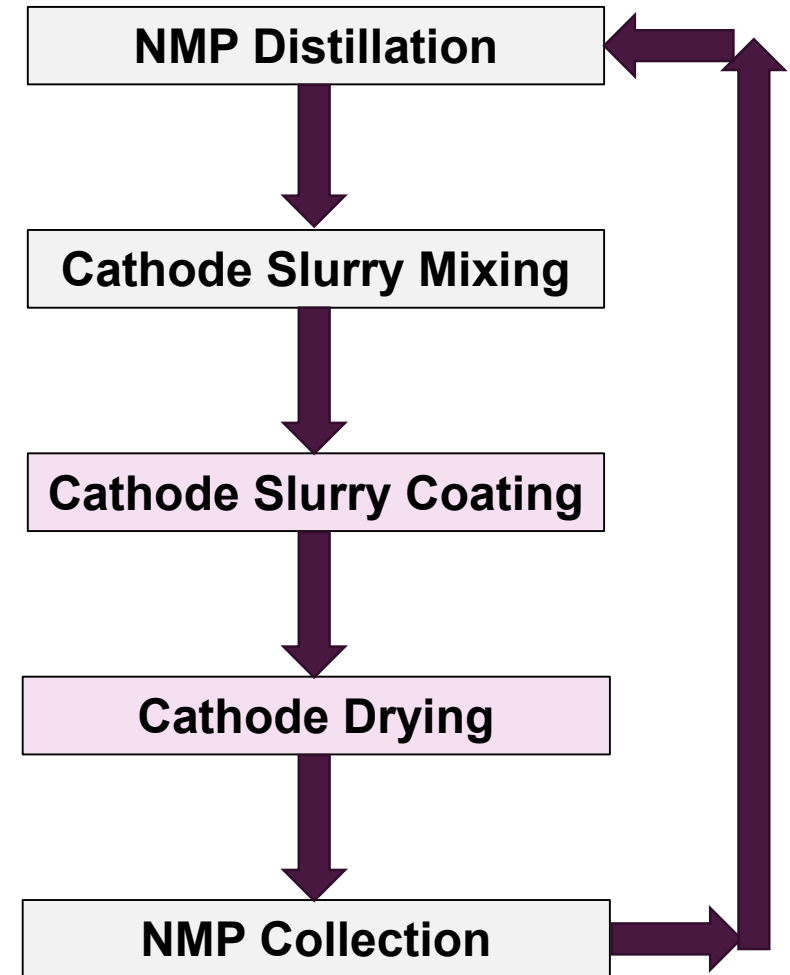 NMP Distillation
Cathode Slurry Mixing
Cathode Slurry Coating
Cathode Drying
NMP Collection